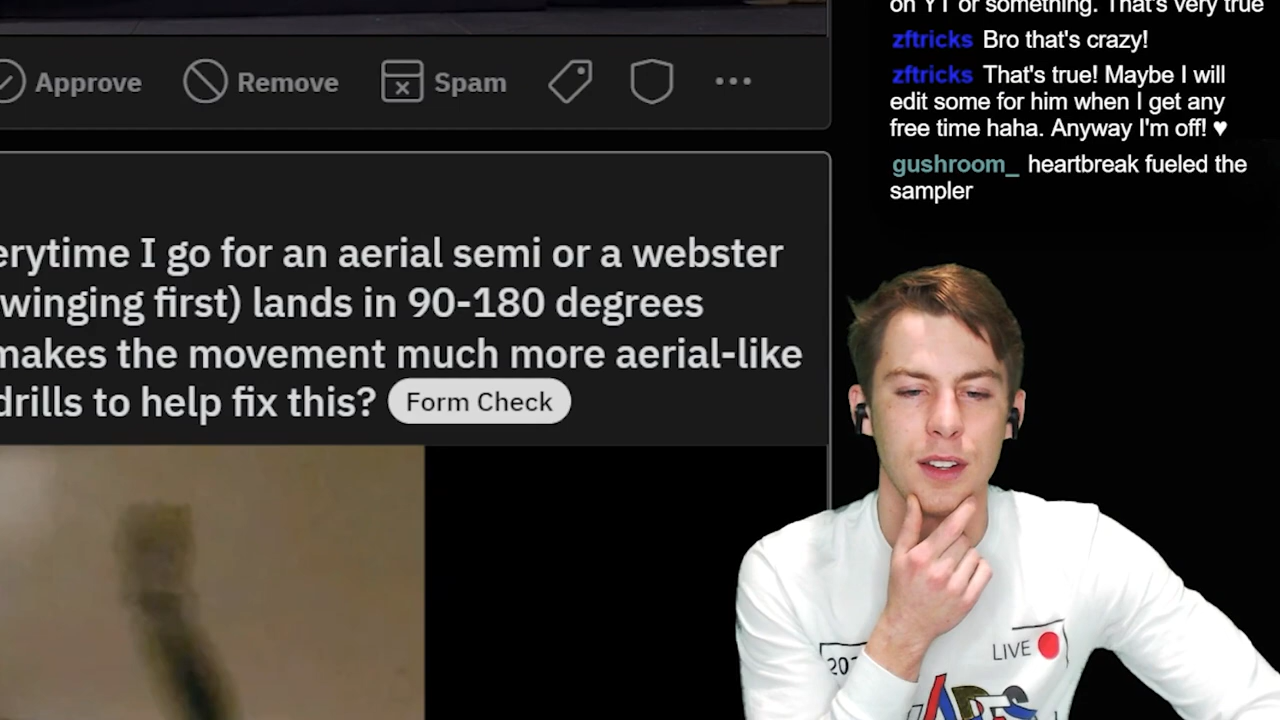 on YT or something. That's very true
zftricks Bro that's crazy!
zftricks That's true! Maybe I will
edit some for him when I get any
free time haha. Anyway I'm off! ♥
gushroom_ heartbreak fueled the
sampler
Approve Remove Spam
erytime I go for an aerial semi or a webster
winging first) lands in 90-180 degrees
makes the movement much more aerial-like
drills to help fix this? Form Check
LIVE